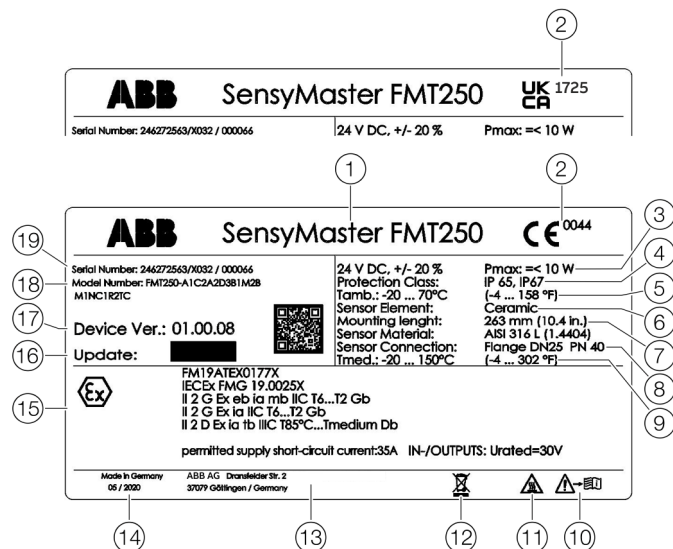 2
ABB SensyMaster FMT250 UK CA 1725
Serial Number: 246272563/X032 / 000066 24 V DC, +/- 20 % Pmax: =< 10 W
1 2
ABB SensyMaster FMT250 CE 0044
3
4
5
6
7
8
9
19
18
17
16
15
Serial Number: 246272563/X032 / 000066
Model Number: FMT250-A1C2A2D3B1M2B
M1NC1R2TC
Device Ver.: 01.00.08
Update:
24 V DC, +/- 20 % Pmax: =< 10 W
Protection Class: IP 65, IP67
Tamb.: -20 ... 70°C (-4 ... 158 °F)
Sensor Element: Ceramic
Mounting lenght: 263 mm (10.4 in.)
Sensor Material: AISI 316 L (1.4404)
Sensor Connection: Flange DN25 PN 40
Tmed.: -20 ... 150°C (-4 ... 302 °F)
Ex
FM19ATEX0177X
IECEx FMG 19.0025X
II 2 G Ex eb ia mb IIC T6...T2 Gb
II 2 G Ex ia IIC T6...T2 Gb
II 2 D Ex ia tb IIIC T85°C...Tmedium Db
permitted supply short-circuit current:35A IN-/OUTPUTS: Urated=30V
Made in Germany
05 / 2020
ABB AG Dransfelder Str. 2
37079 Göttingen / Germany
14 13 12 11 10